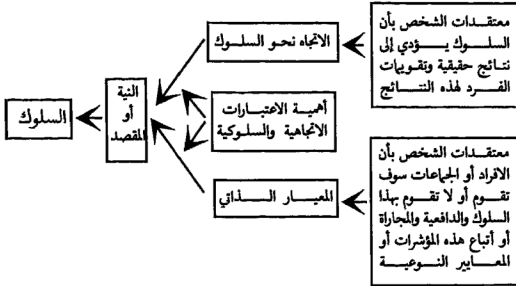 معتقدات الشخص بأن
السلوك يؤدي إلى
نتائج حقيقية وتقويمات
الفرد لهذه النتائج
الاتجاه نحو السلوك
أهمية الاعتبارات
الاتجاهية والسلوكية
النية
أو
المقصد
السلوك
المعيار الذاتي
معتقدات الشخص بأن
الافراد أو الجماعات سوف
تقوم أو لا تقوم بهذا
السلوك والدافعية والمجاراة
أو أتباع هذه المؤشرات أو
المعايير النوعية